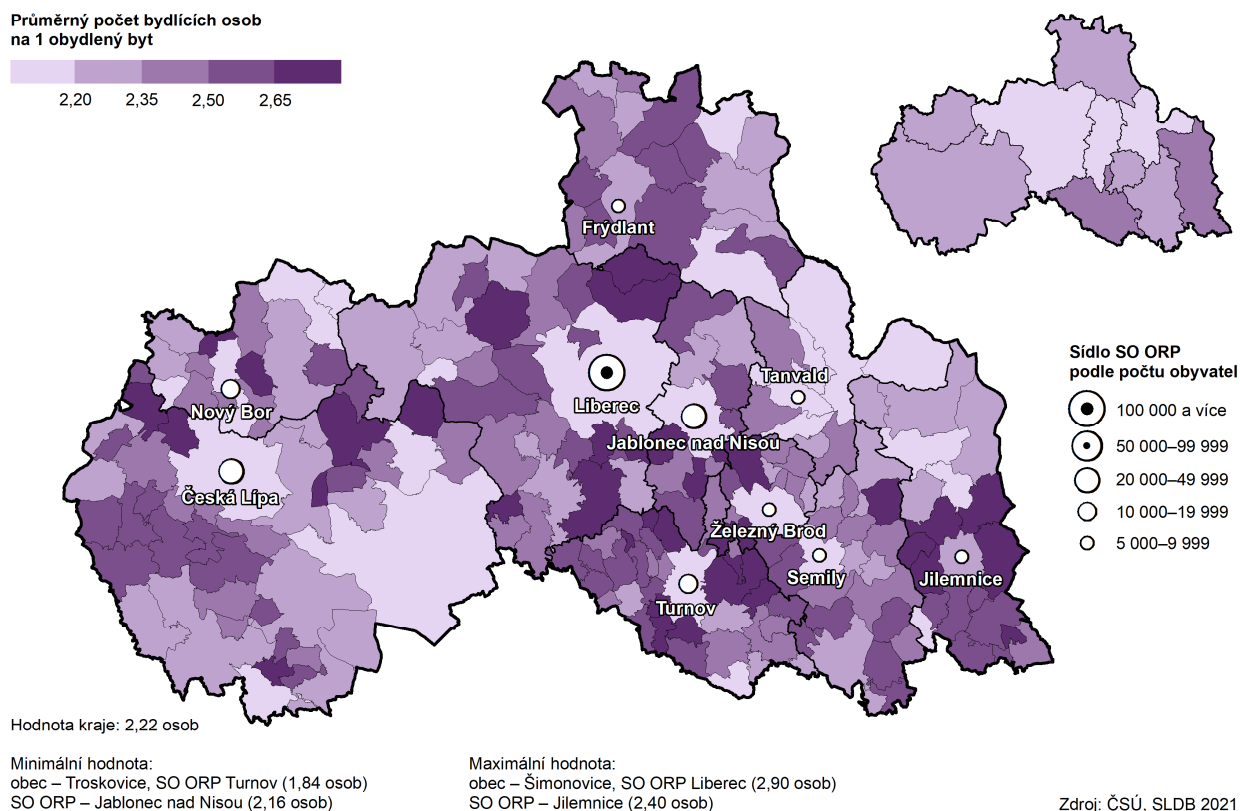 Průměrný počet bydlících osob
na 1 obydlený byt
2,20 2,35 2,50 2,65
Frýdlant
Sídlo SO ORP
podle počtu obyvatel
100 000 a více
50 000–99 999
20 000–49 999
10 000–19 999
5 000–9 999
Tanvald
Nový Bor
Liberec
Jablonec nad Nisou
Česká Lípa
Železný Brod
Semily
Jilemnice
Turnov
Hodnota kraje: 2,22 osob
Minimální hodnota:
obec – Troskovice, SO ORP Turnov (1,84 osob)
SO ORP – Jablonec nad Nisou (2,16 osob)
Maximální hodnota:
obec – Šimonovice, SO ORP Liberec (2,90 osob)
SO ORP – Jilemnice (2,40 osob)
Zdroj: ČSÚ, SLDB 2021